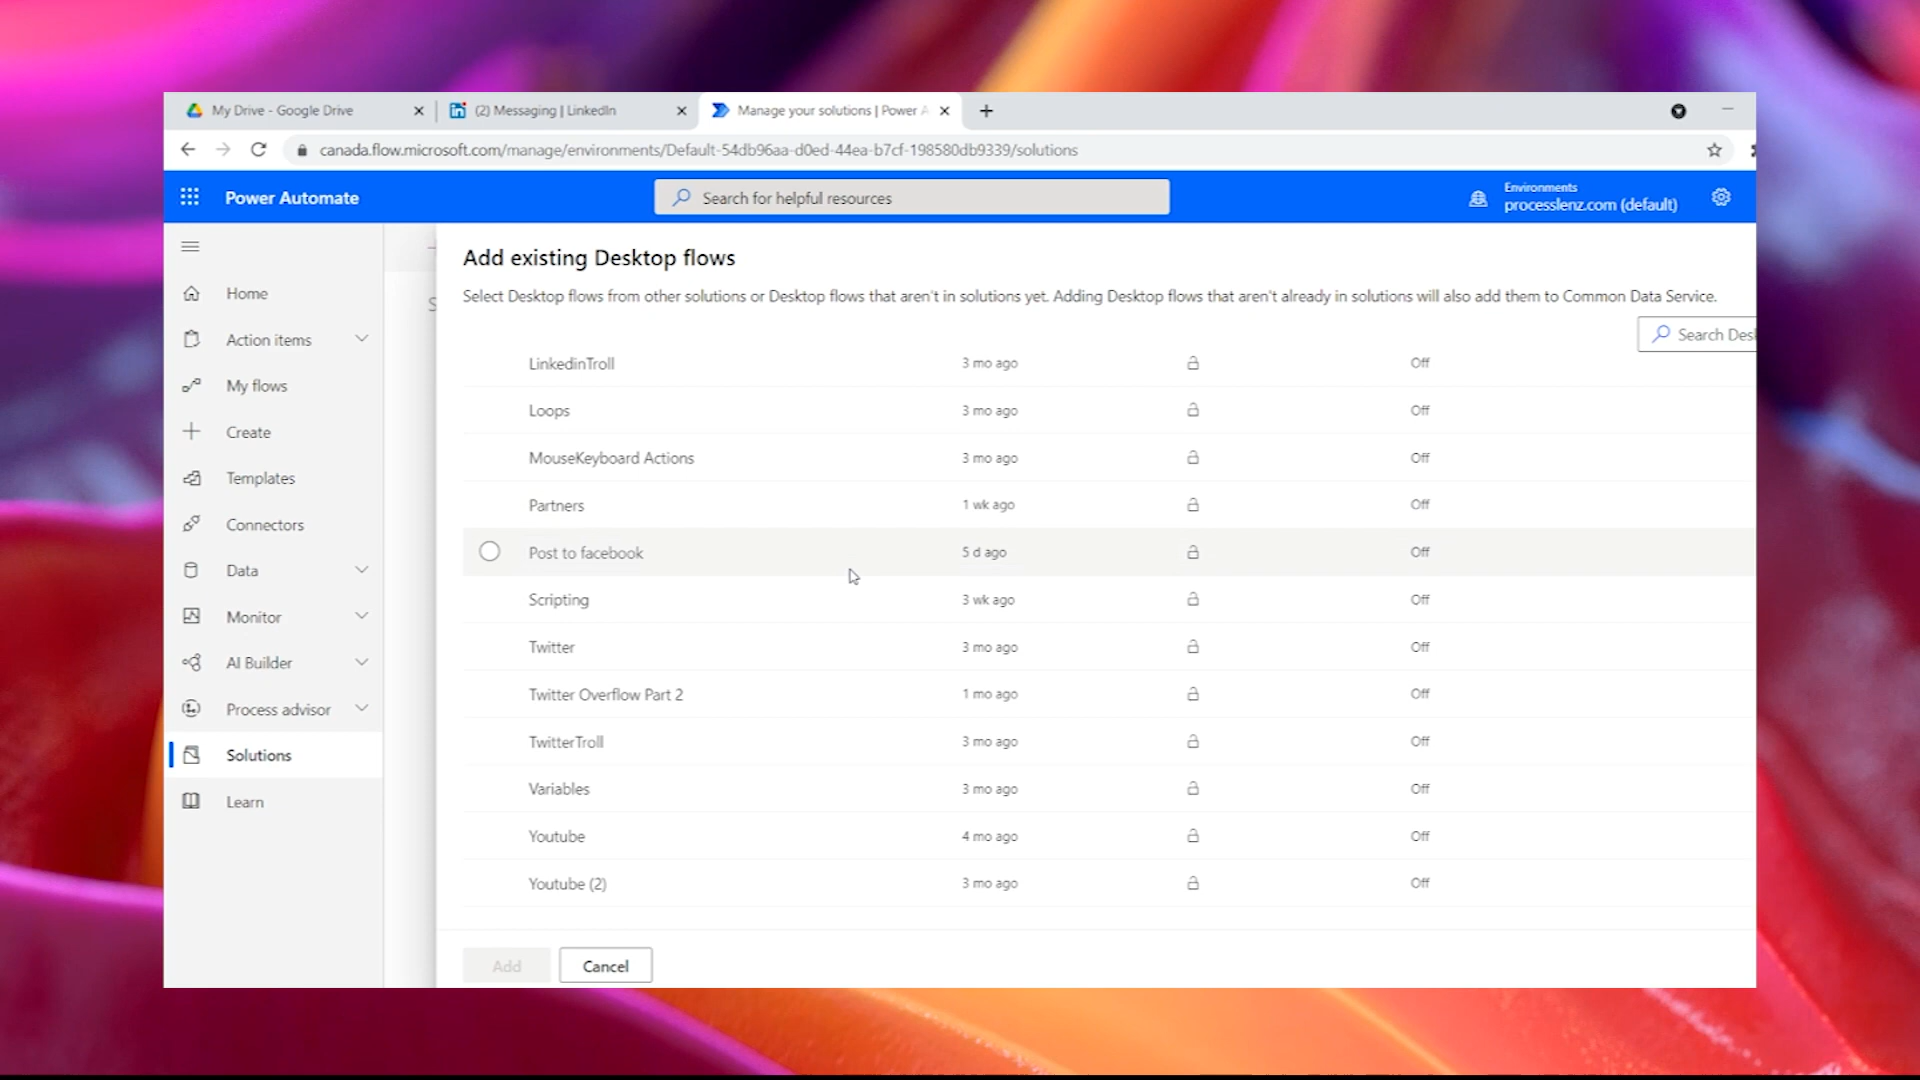 My Drive - Google Drive
(2) Messaging | LinkedIn
Manage your solutions | Power A
canada.flow.microsoft.com/manage/environments/Default-54db96aa-d0ed-44ea-b7cf-198580db9339/solutions
Power Automate
Search for helpful resources
Environments
processlenz.com (default)
Home
Action items
My flows
Create
Templates
Connectors
Data
Monitor
AI Builder
Process advisor
Solutions
Learn
Add existing Desktop flows
Select Desktop flows from other solutions or Desktop flows that aren't in solutions yet. Adding Desktop flows that aren't already in solutions will also add them to Common Data Service.
Search Des
LinkedinTroll 3 mo ago Off
Loops 3 mo ago Off
MouseKeyboard Actions 3 mo ago Off
Partners 1 wk ago Off
Post to facebook 5 d ago Off
Scripting 3 wk ago Off
Twitter 3 mo ago Off
Twitter Overflow Part 2 1 mo ago Off
TwitterTroll 3 mo ago Off
Variables 3 mo ago Off
Youtube 4 mo ago Off
Youtube (2) 3 mo ago Off
Add
Cancel